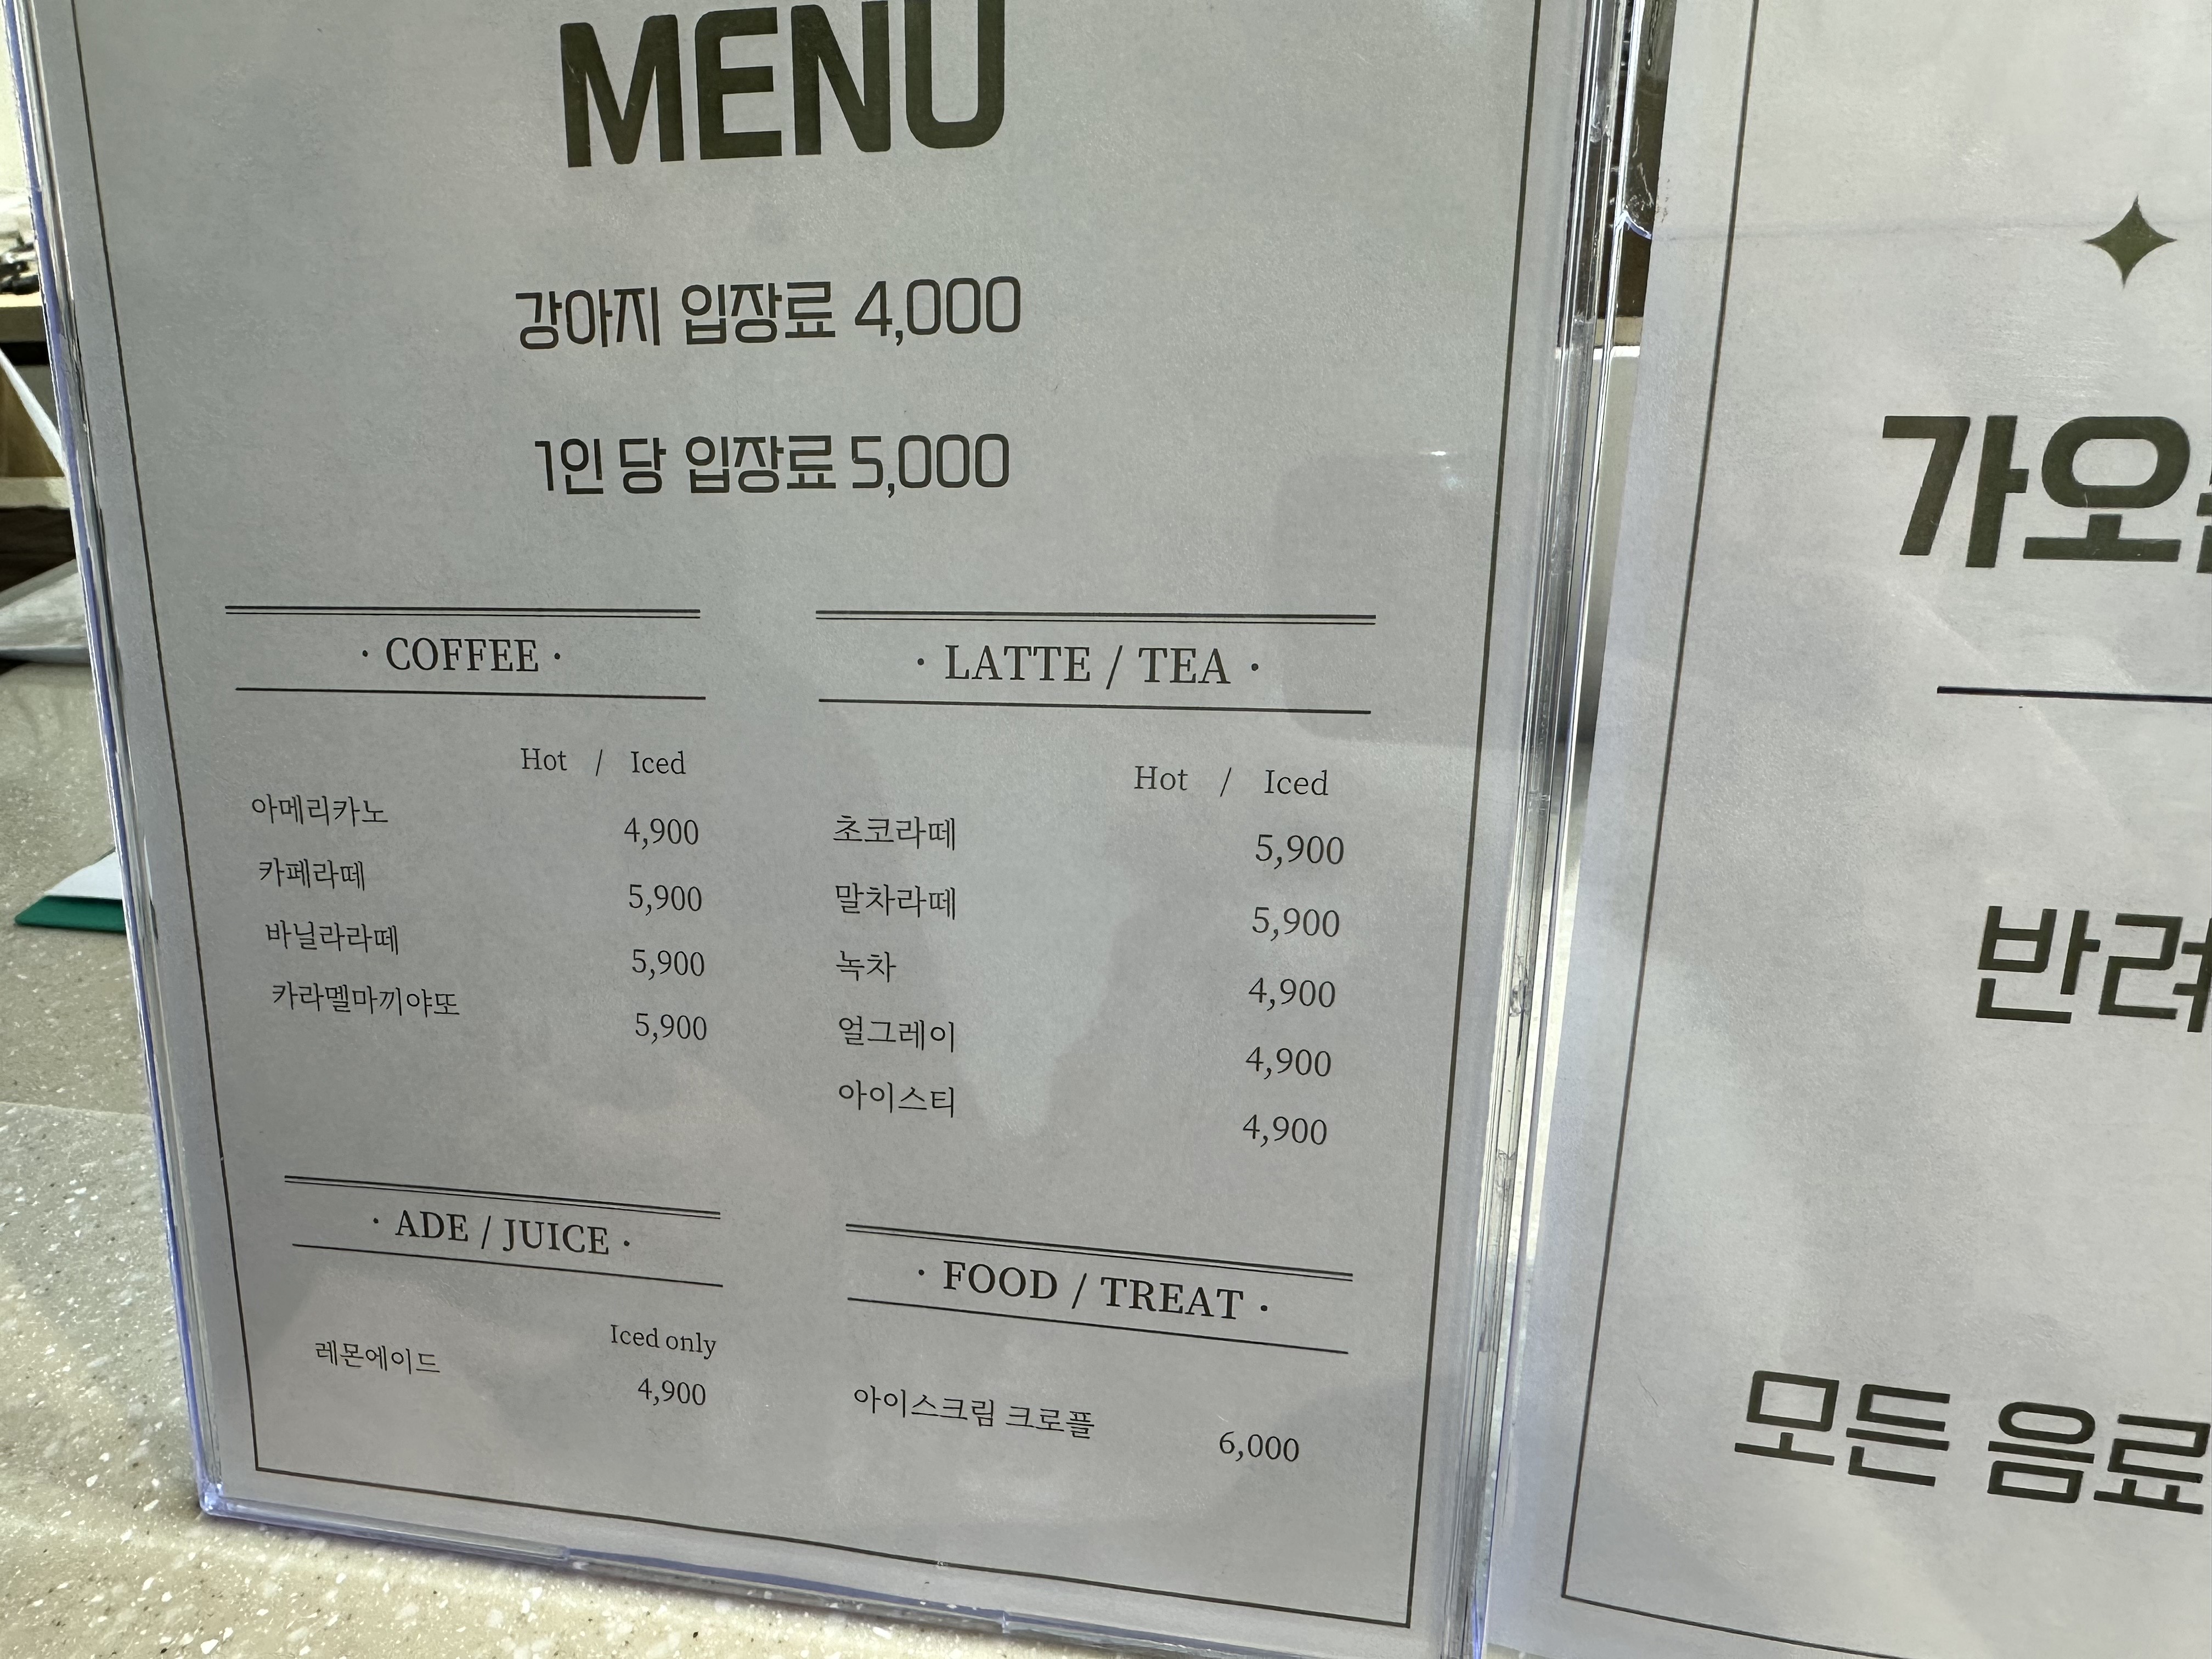 MENU
강아지 입장료 4,000
1인 당 입장료 5,000
· COFFEE ·
Hot / Iced
아메리카노 4,900
카페라떼 5,900
바닐라라떼 5,900
카라멜마끼야또 5,900
· LATTE / TEA ·
Hot / Iced
초코라떼 5,900
말차라떼 5,900
녹차 4,900
얼그레이 4,900
아이스티 4,900
· ADE / JUICE ·
Iced only
레몬에이드 4,900
· FOOD / TREAT ·
아이스크림 크로플 6,000
가오
반려
모든 음료